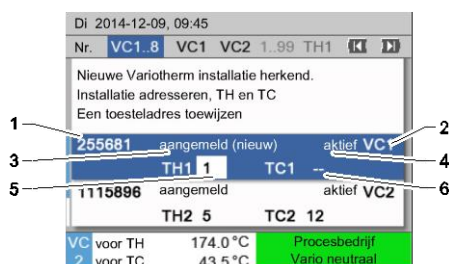 Di 2014-12-09, 09:45
Nr. VC1..8 VC1 VC2 1..99 TH1
Nieuwe Variotherm installatie herkend.
Installatie adresseren, TH en TC
Een toesteladres toewijzen
1
2
255681 aangemeld (nieuw) aktief VC1
3
4
TH1 1 TC1 --
5
6
1115896 aangemeld aktief VC2
TH2 5 TC2 12
VC voor TH 174.0 °C Procesbedrijf
2 voor TC 43.5 °C Vario neutraal